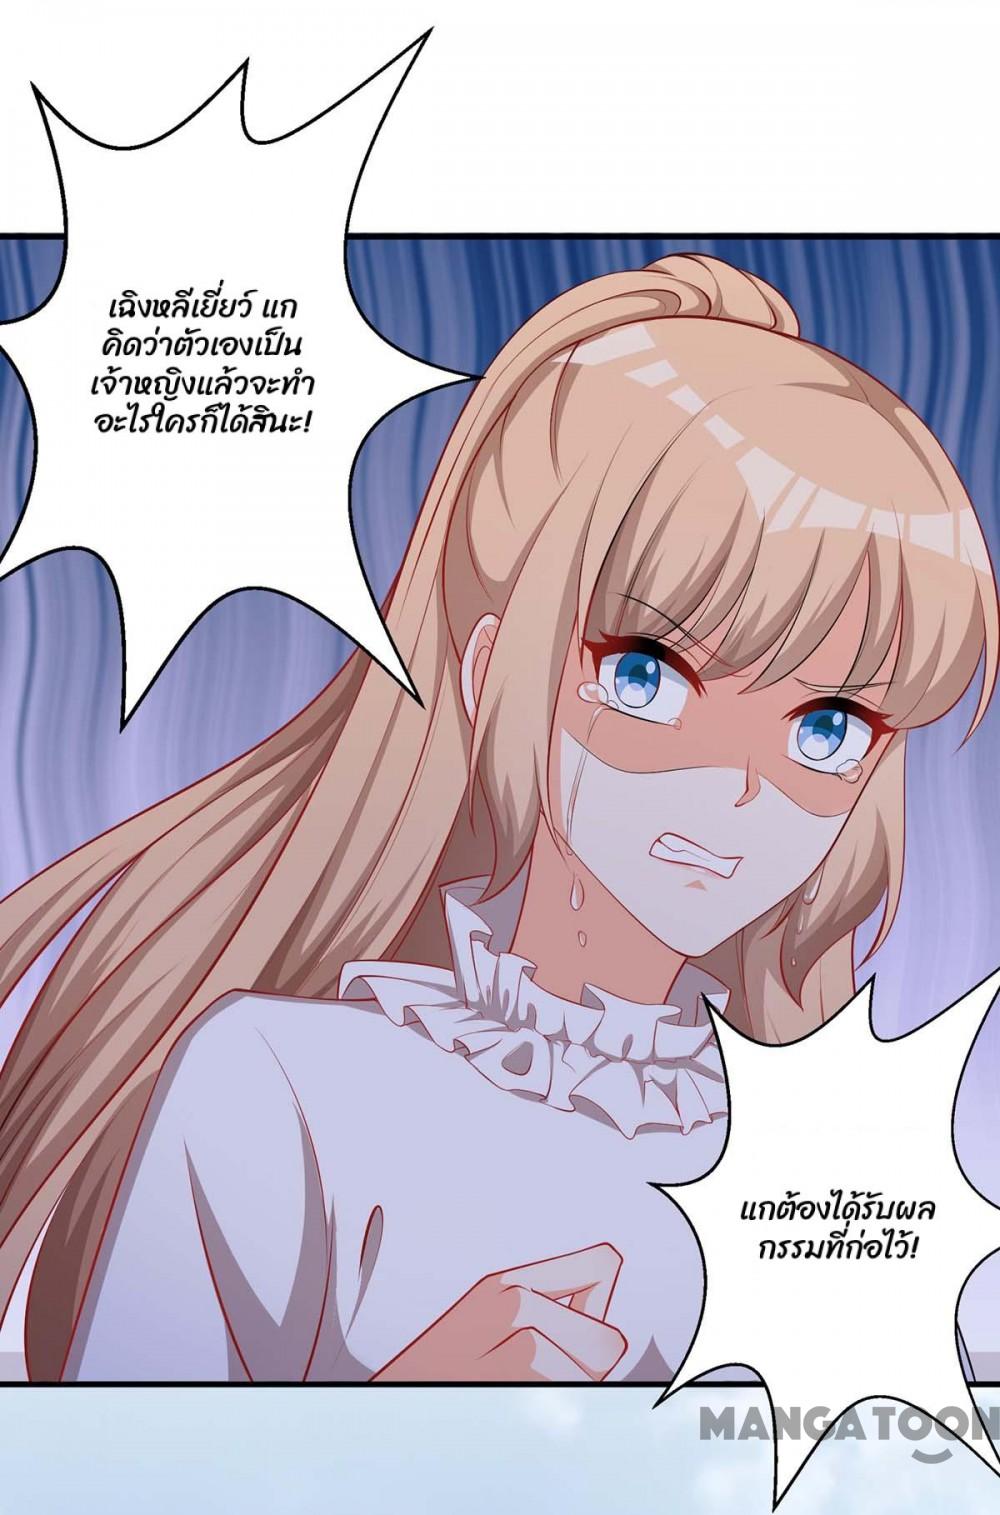 เฉิงหลีเยี่ยว์ แก
คิดว่าตัวเองเป็น
เจ้าหญิงแล้วจะทำ
อะไรใครก็ได้สินะ!
แกต้องได้รับผล
กรรมที่ก่อไว้!
MANGATOON